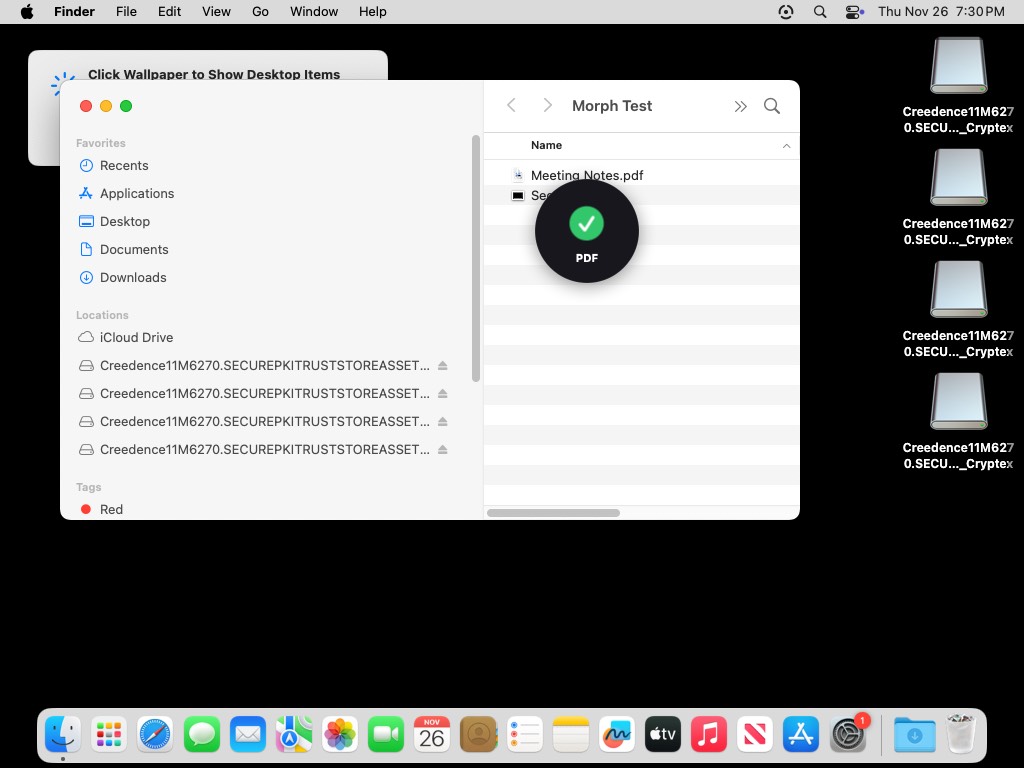 Finder File Edit View Go Window Help Thu Nov 26 7:30 PM
Click Wallpaper to Show Desktop Items
Morph Test
Favorites
Recents
Applications
Desktop
Documents
Downloads
Locations
iCloud Drive
Creedence11M6270.SECUREPKITRUSTSTOREASSET...
Creedence11M6270.SECUREPKITRUSTSTOREASSET...
Creedence11M6270.SECUREPKITRUSTSTOREASSET...
Creedence11M6270.SECUREPKITRUSTSTOREASSET...
Tags
Red
Name
Meeting Notes.pdf
PDF
Creedence11M627
0.SECU..._Cryptex
Creedence11M627
0.SECU..._Cryptex
Creedence11M627
0.SECU..._Cryptex
Creedence11M627
0.SECU..._Cryptex
NOV
26
tv
1